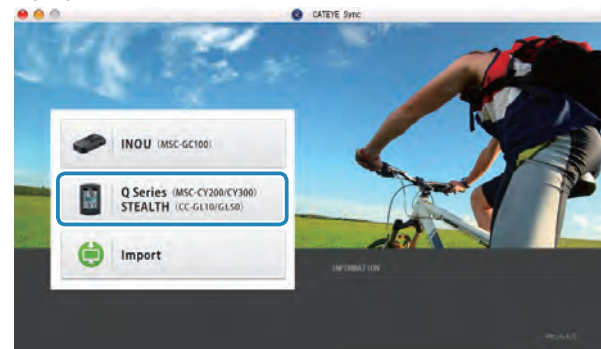 CATEYE Sync
INOU (MSC-GC100)
Q Series (MSC-CY200/CY300)
STEALTH (CC-GL10/GL50)
Import
INFORMATION